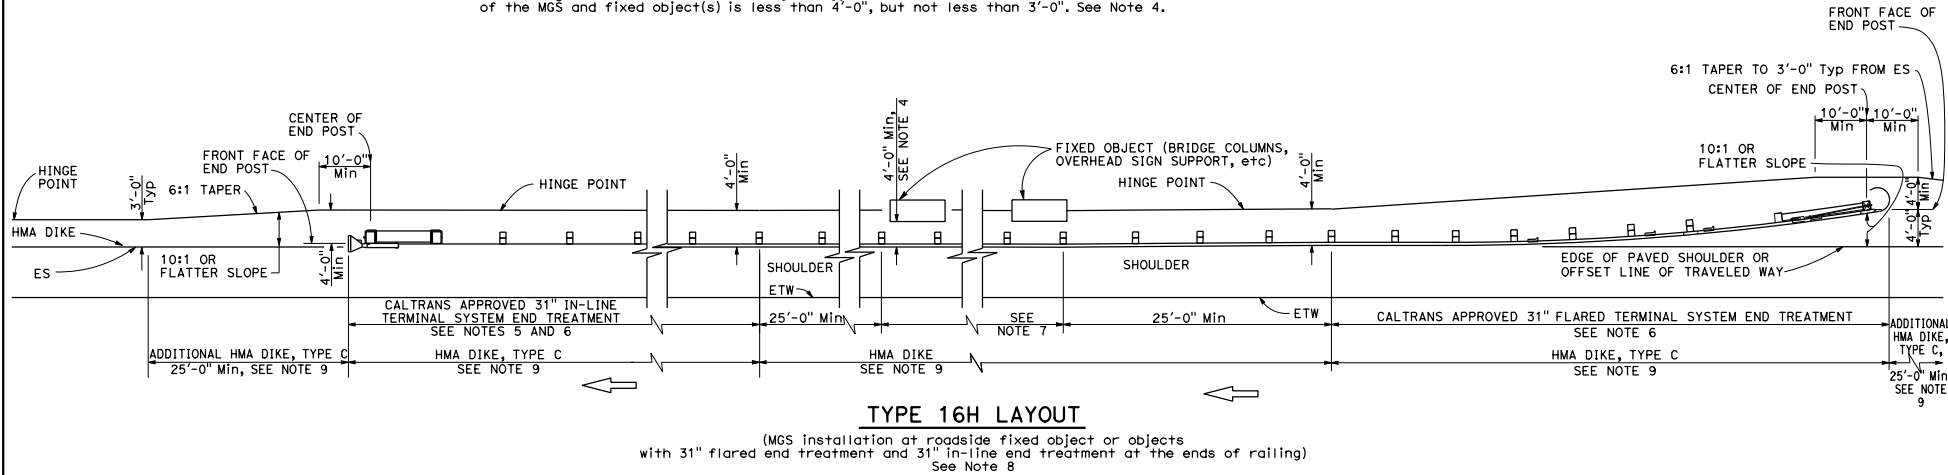 of the MGS and fixed object(s) is less than 4'-0", but not less than 3'-0". See Note 4.
FRONT FACE OF
END POST
6:1 TAPER TO 3'-0" Typ FROM ES
CENTER OF END POST
10'-0"
Min
10'-0"
Min
CENTER OF
END POST
FRONT FACE OF
END POST
10'-0"
Min
HINGE
POINT
3'-0"
Typ
6:1 TAPER
HINGE POINT
4'-0"
Min
4'-0" Min,
SEE NOTE 4
FIXED OBJECT (BRIDGE COLUMNS,
OVERHEAD SIGN SUPPORT, etc)
HINGE POINT
4'-0"
Min
10:1 OR
FLATTER SLOPE
4'-0"
Min
4'-0"
Typ
HMA DIKE
ES
10:1 OR
FLATTER SLOPE
4'-0"
Min
SHOULDER
SHOULDER
EDGE OF PAVED SHOULDER OR
OFFSET LINE OF TRAVELED WAY
ETW
ETW
CALTRANS APPROVED 31" IN-LINE
TERMINAL SYSTEM END TREATMENT
SEE NOTES 5 AND 6
25'-0" Min
SEE
NOTE 7
25'-0" Min
CALTRANS APPROVED 31" FLARED TERMINAL SYSTEM END TREATMENT
SEE NOTE 6
ADDITIONAL HMA DIKE, TYPE C
25'-0" Min, SEE NOTE 9
HMA DIKE, TYPE C
SEE NOTE 9
HMA DIKE
SEE NOTE 9
HMA DIKE, TYPE C
SEE NOTE 9
ADDITIONAL
HMA DIKE,
TYPE C,
25'-0" Min
SEE NOTE
9
TYPE 16H LAYOUT
(MGS installation at roadside fixed object or objects
with 31" flared end treatment and 31" in-line end treatment at the ends of railing)
See Note 8